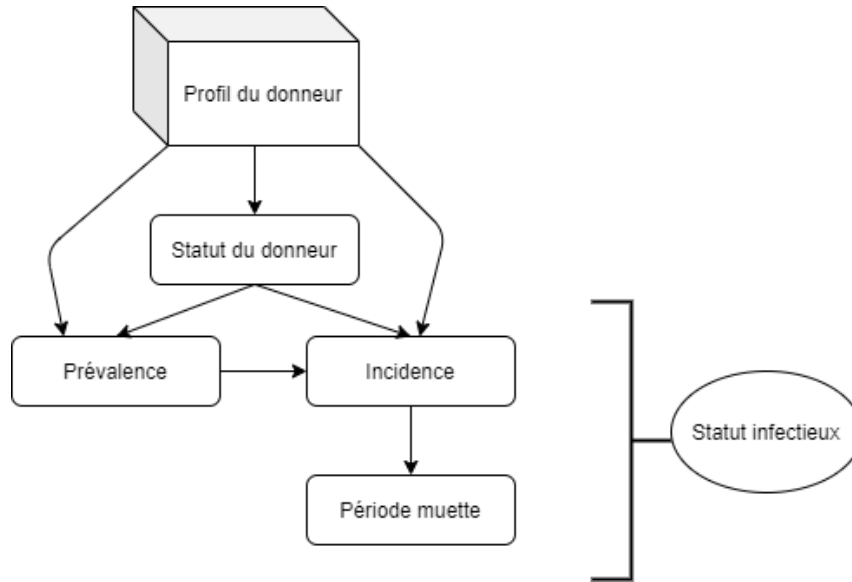 Profil du donneur
Statut du donneur
Prévalence
Incidence
Statut infectieux
Période muette